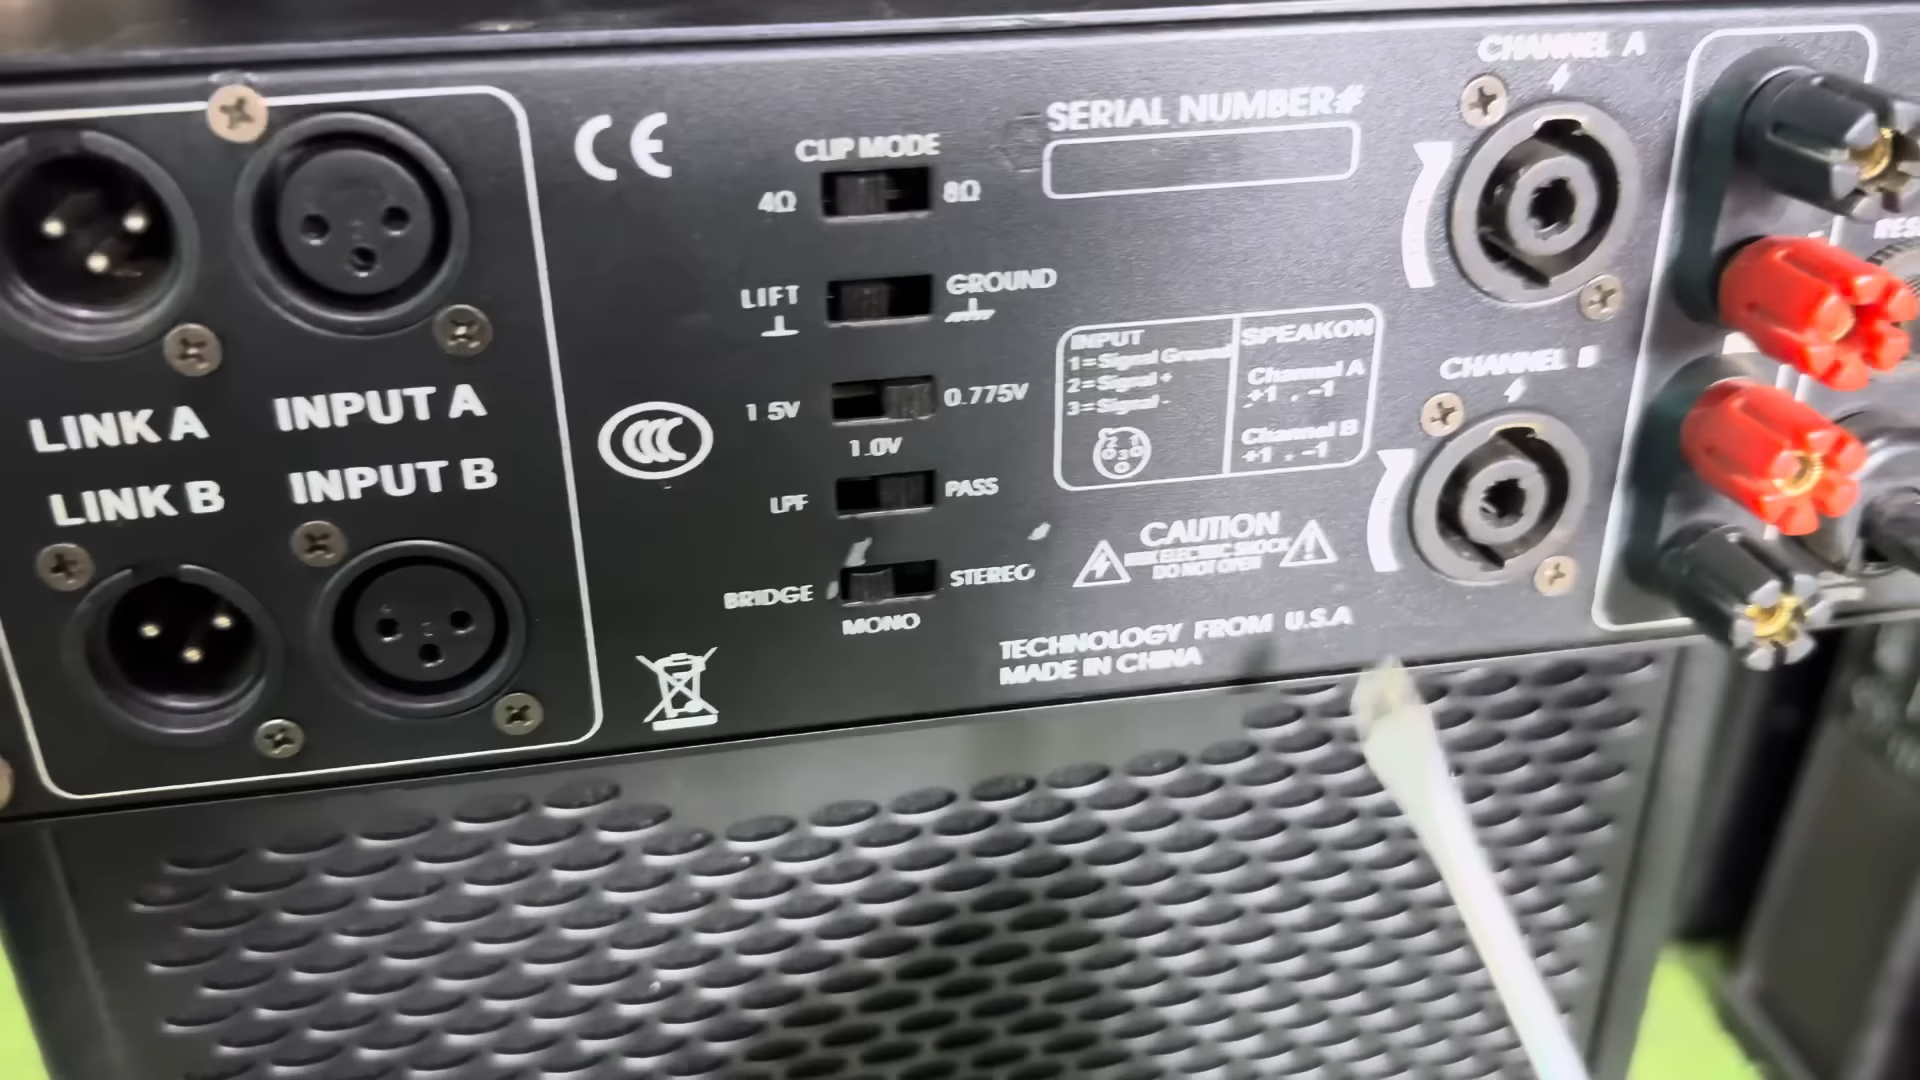 CHANNEL A
SERIAL NUMBER#
CE
CLIP MODE
4Ω 8Ω
LIFT GROUND
INPUT SPEAKON
1=Signal Ground
2=Signal +
3=Signal -
Channel A
+1 , -1
Channel B
+1 , -1
CHANNEL B
LINK A INPUT A
LINK B INPUT B
1 5V 0.775V
1.0V
LPF PASS
BRIDGE STEREO
MONO
CAUTION
DO NOT OPEN
TECHNOLOGY FROM U.S.A
MADE IN CHINA